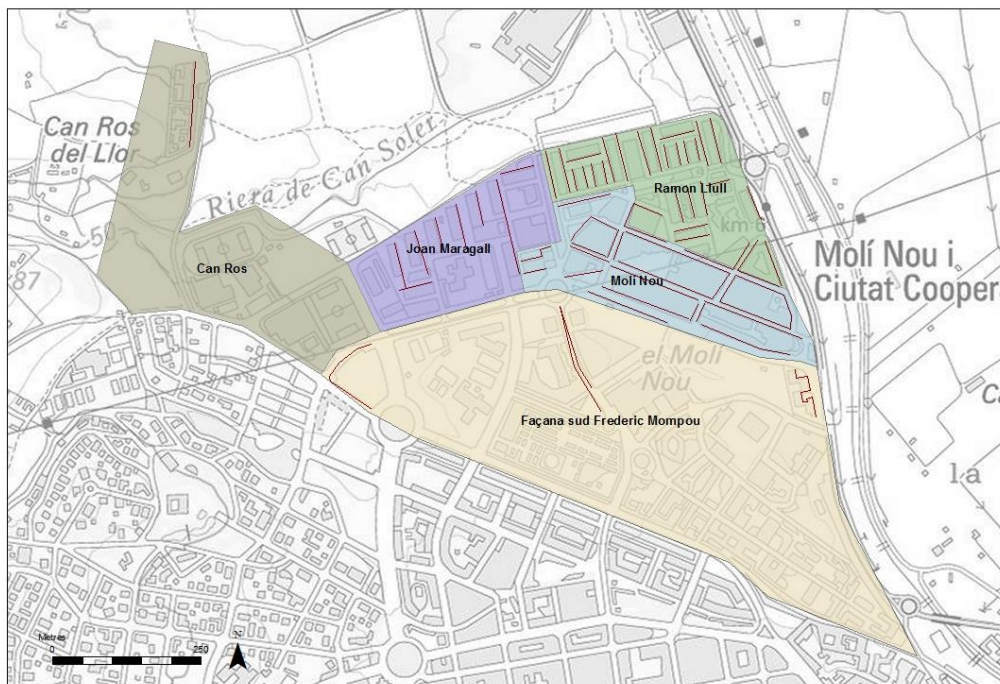 Can Ros
del Llor
Riera de Can Soler
Ramon Llull
km 6
50
Joan Maragall
Molí Nou i
Ciutat Cooper
Can Ros
87
Molí Nou
el Molí
Nou
Façana sud Frederic Mompou
la
Metres
0
250
N